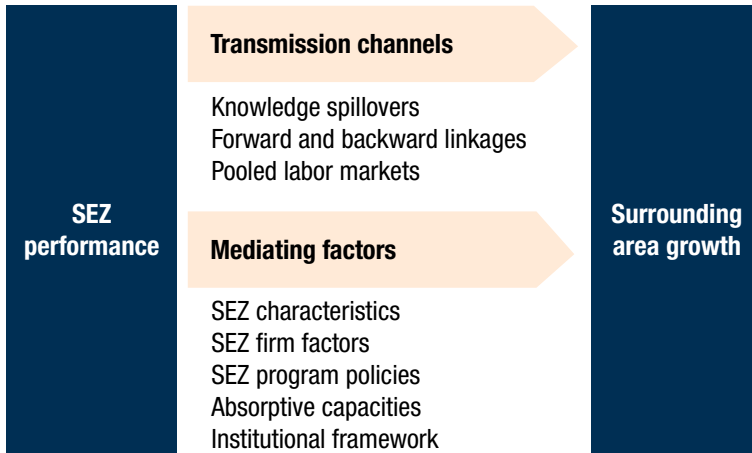 SEZ
performance
Transmission channels
Knowledge spillovers
Forward and backward linkages
Pooled labor markets
Mediating factors
SEZ characteristics
SEZ firm factors
SEZ program policies
Absorptive capacities
Institutional framework
Surrounding
area growth